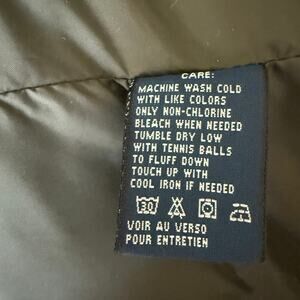 CARE:
MACHINE WASH COLD
WITH LIKE COLORS
ONLY NON-CHLORINE
BLEACH WHEN NEEDED
TUMBLE DRY LOW
WITH TENNIS BALLS
TO FLUFF DOWN
TOUCH UP WITH
COOL IRON IF NEEDED
30
VOIR AU VERSO
POUR ENTRETIEN